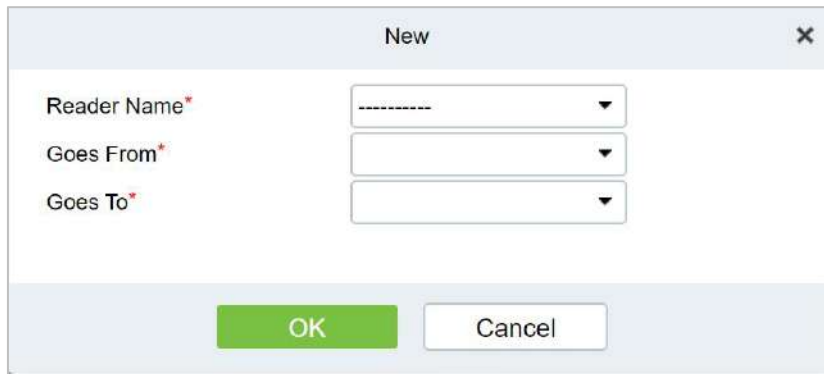 New
Reader Name* ----------
Goes From*
Goes To*
OK Cancel